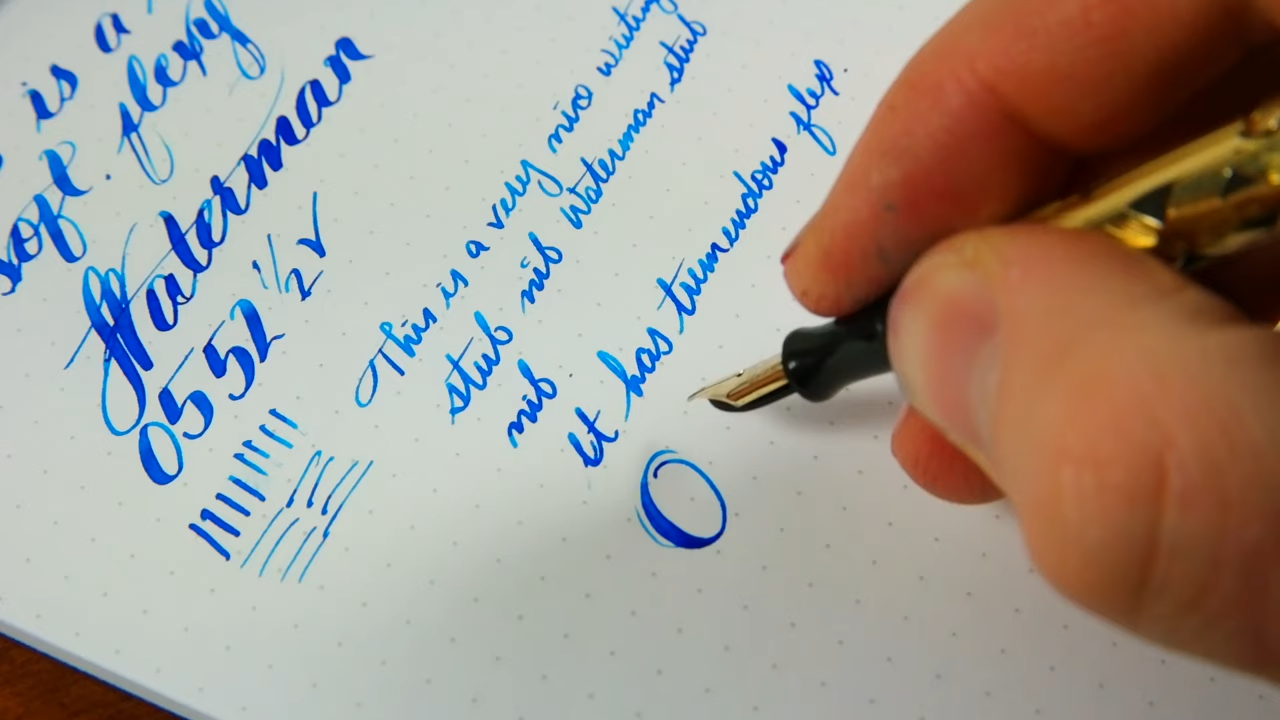 is a
soft. flexy
Waterman
0552 1/2 V
This is a very nice writing
stub nib Waterman stub
nib.
It has tremendous flex.
O